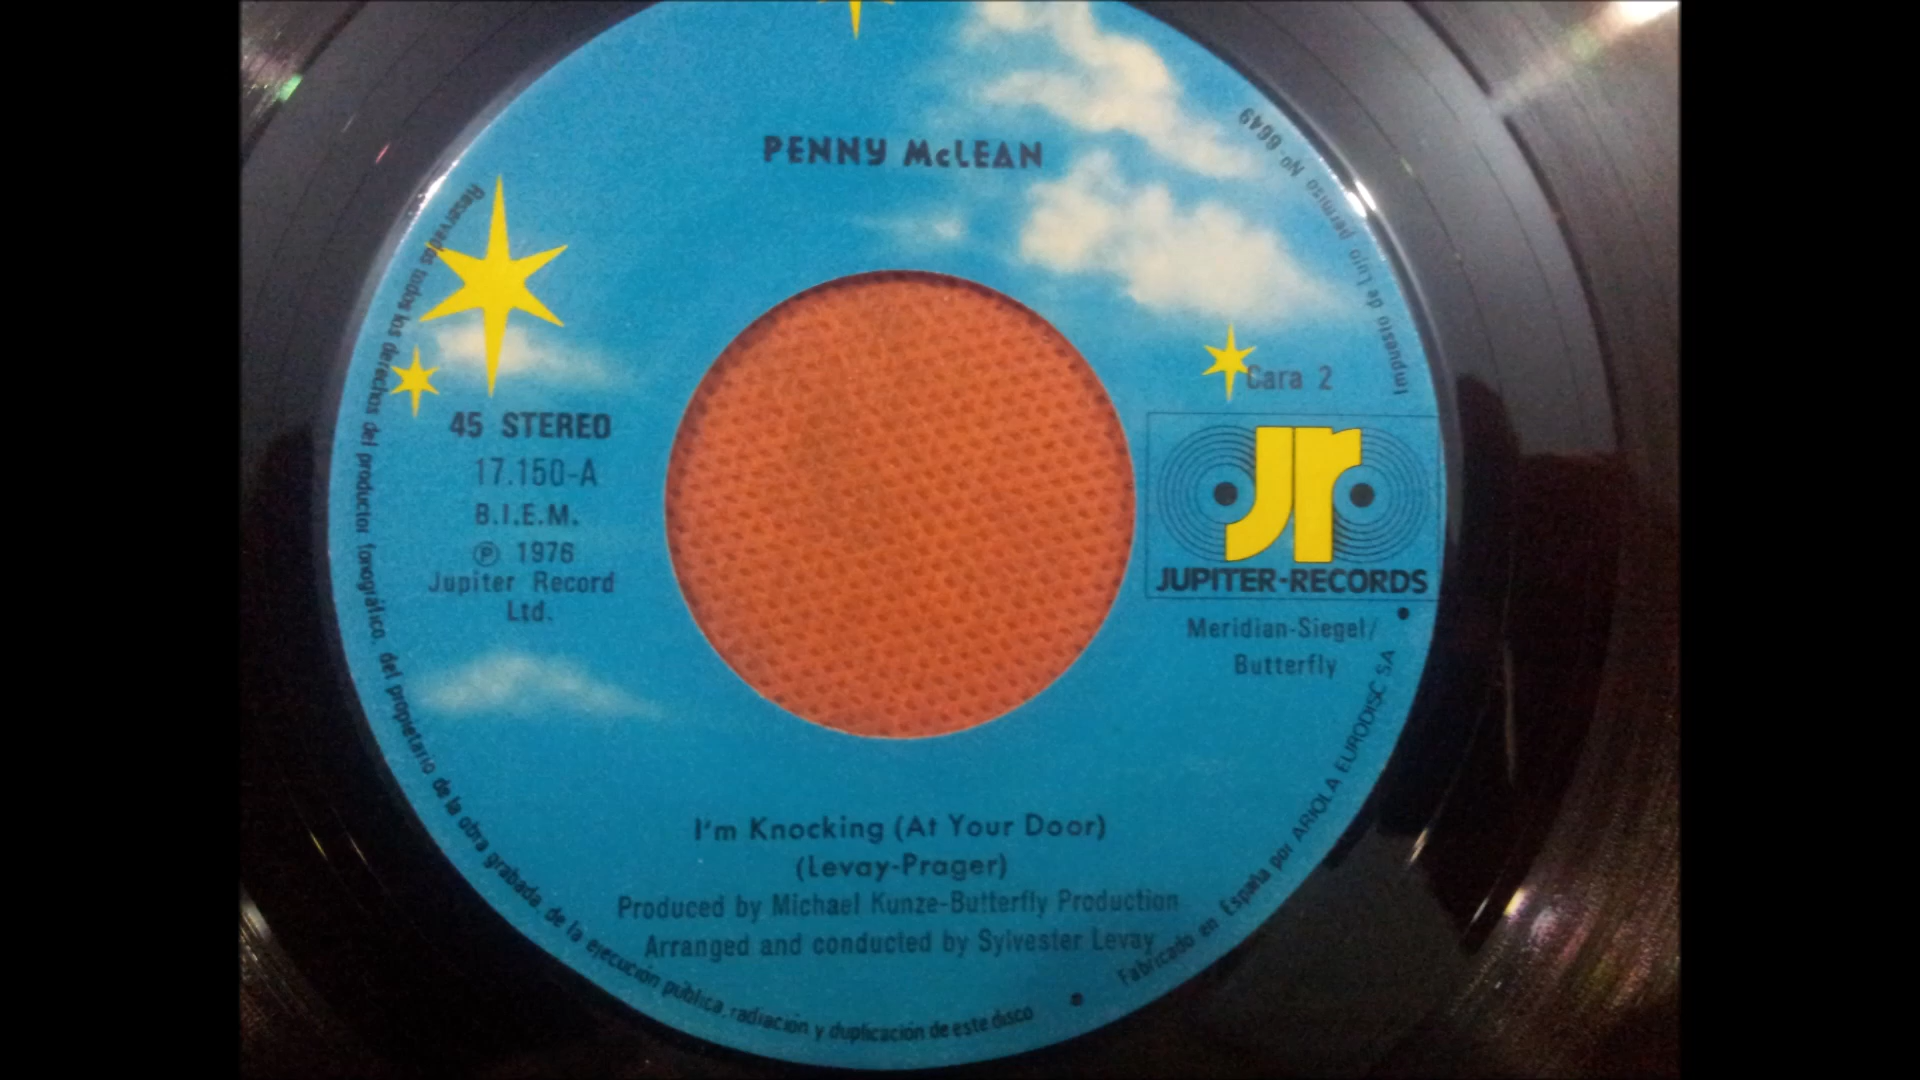 PENNY McLEAN
Reservados todos los derechos del productor fonográfico, del propietario de la obra grabada, de la ejecución pública, radiación y duplicación de este disco
Impuesto de Lujo permiso Nº 6649
45 STEREO
17.150-A
B.I.E.M.
Ⓟ 1976
Jupiter Record
Ltd.
Cara 2
jr
JUPITER-RECORDS
Meridian-Siegel/
Butterfly
I'm Knocking (At Your Door)
(Levay-Prager)
Produced by Michael Kunze-Butterfly Production
Arranged and conducted by Sylvester Levay
Fabricado en España por ARIOLA EURODISC SA